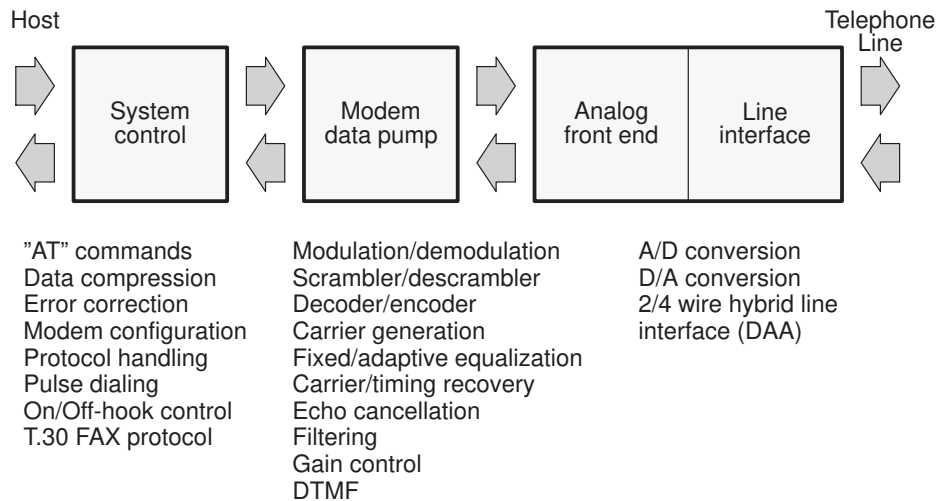 Host
Telephone
Line
System
control
Modem
data pump
Analog
front end
Line
interface
”AT” commands
Data compression
Error correction
Modem configuration
Protocol handling
Pulse dialing
On/Off-hook control
T.30 FAX protocol
Modulation/demodulation
Scrambler/descrambler
Decoder/encoder
Carrier generation
Fixed/adaptive equalization
Carrier/timing recovery
Echo cancellation
Filtering
Gain control
DTMF
A/D conversion
D/A conversion
2/4 wire hybrid line
interface (DAA)